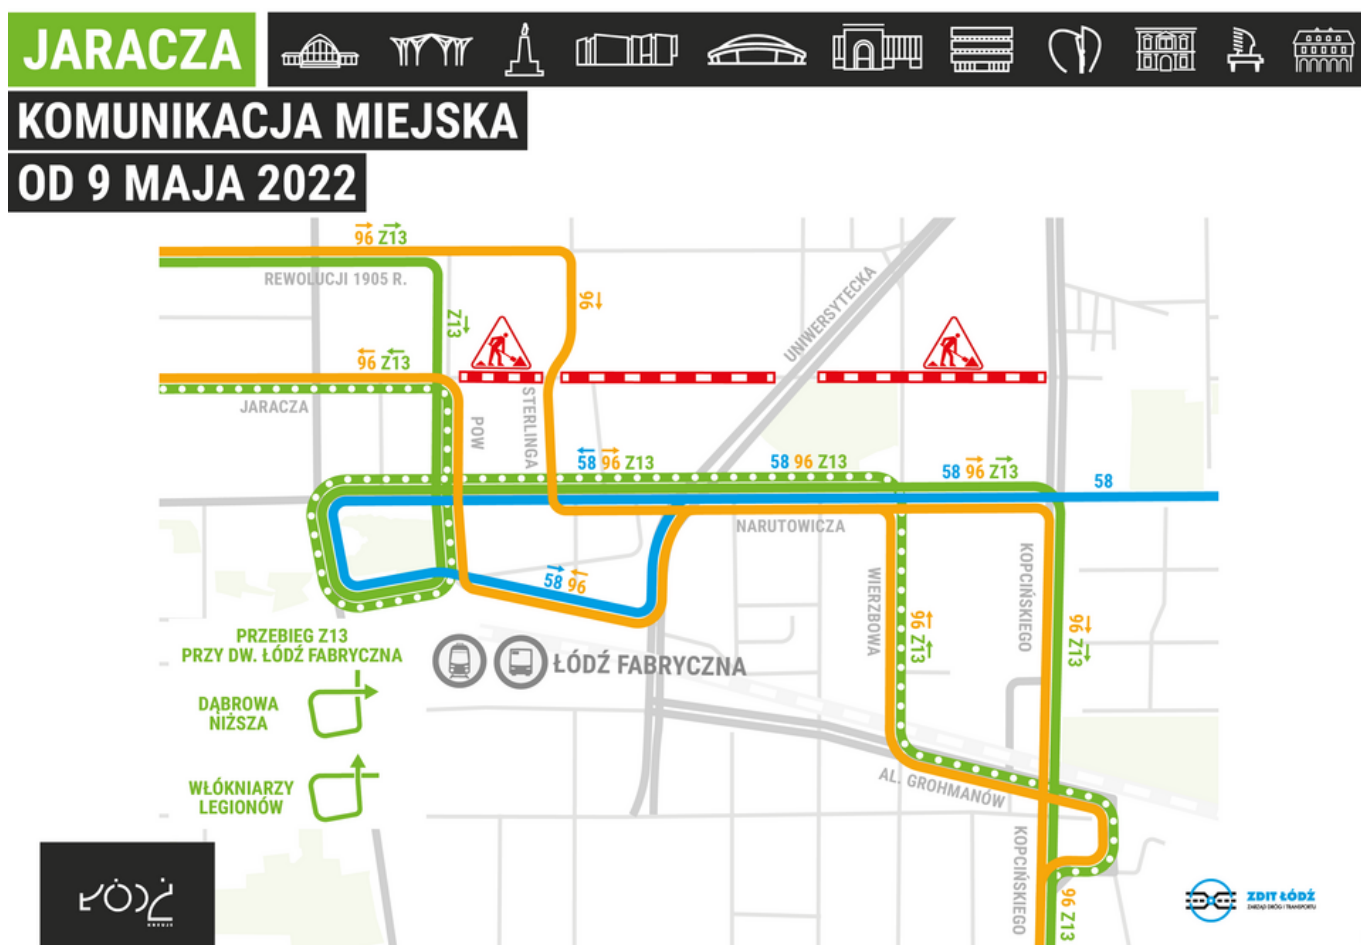 JARACZA
KOMUNIKACJA MIEJSKA
OD 9 MAJA 2022
96 Z13
REWOLUCJI 1905 R.
Z13
96
UNIWERSYTECKA
96 Z13
JARACZA
POW
STERLINGA
58 96 Z13
58 96 Z13
58 96 Z13
58
NARUTOWICZA
KOPCIŃSKIEGO
WIERZBOWA
58 96
96 Z13
96 Z13
PRZEBIEG Z13
PRZY DW. ŁÓDŹ FABRYCZNA
ŁÓDŹ FABRYCZNA
DĄBROWA
NIŻSZA
WŁÓKNIARZY
LEGIONÓW
AL. GROHMANÓW
KOPCIŃSKIEGO
96 Z13
ŁÓDŹ
ZDIT ŁÓDŹ
ZARZĄD DRÓG I TRANSPORTU